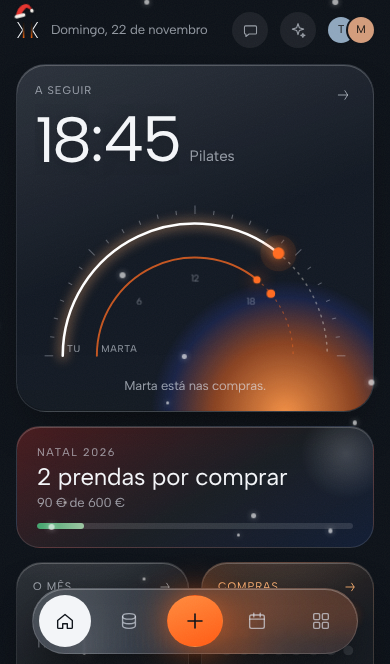 Domingo, 22 de novembro
T M
A SEGUIR
18:45 Pilates
12
6
18
TU MARTA
Marta está nas compras.
NATAL 2026
2 prendas por comprar
90 € de 600 €
O MÊS
COMPRAS